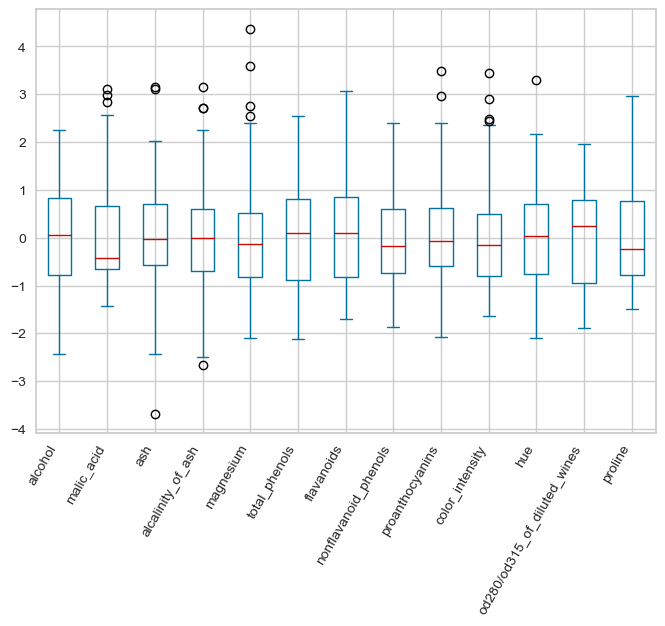 4
3
2
1
0
−1
−2
−3
−4
alcohol
malic_acid
ash
alcalinity_of_ash
magnesium
total_phenols
flavanoids
nonflavanoid_phenols
proanthocyanins
color_intensity
hue
od280/od315_of_diluted_wines
proline